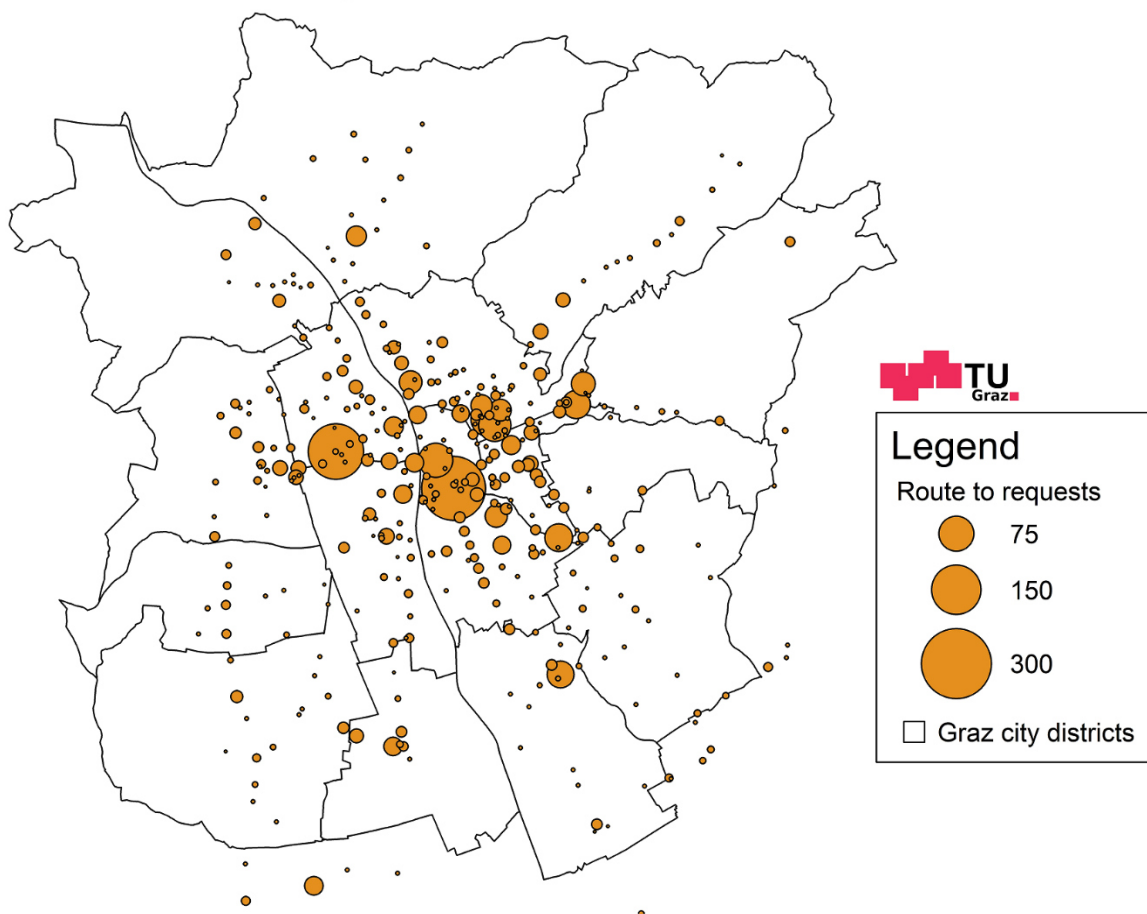 TU
Graz
Legend
Route to requests
75
150
300
Graz city districts